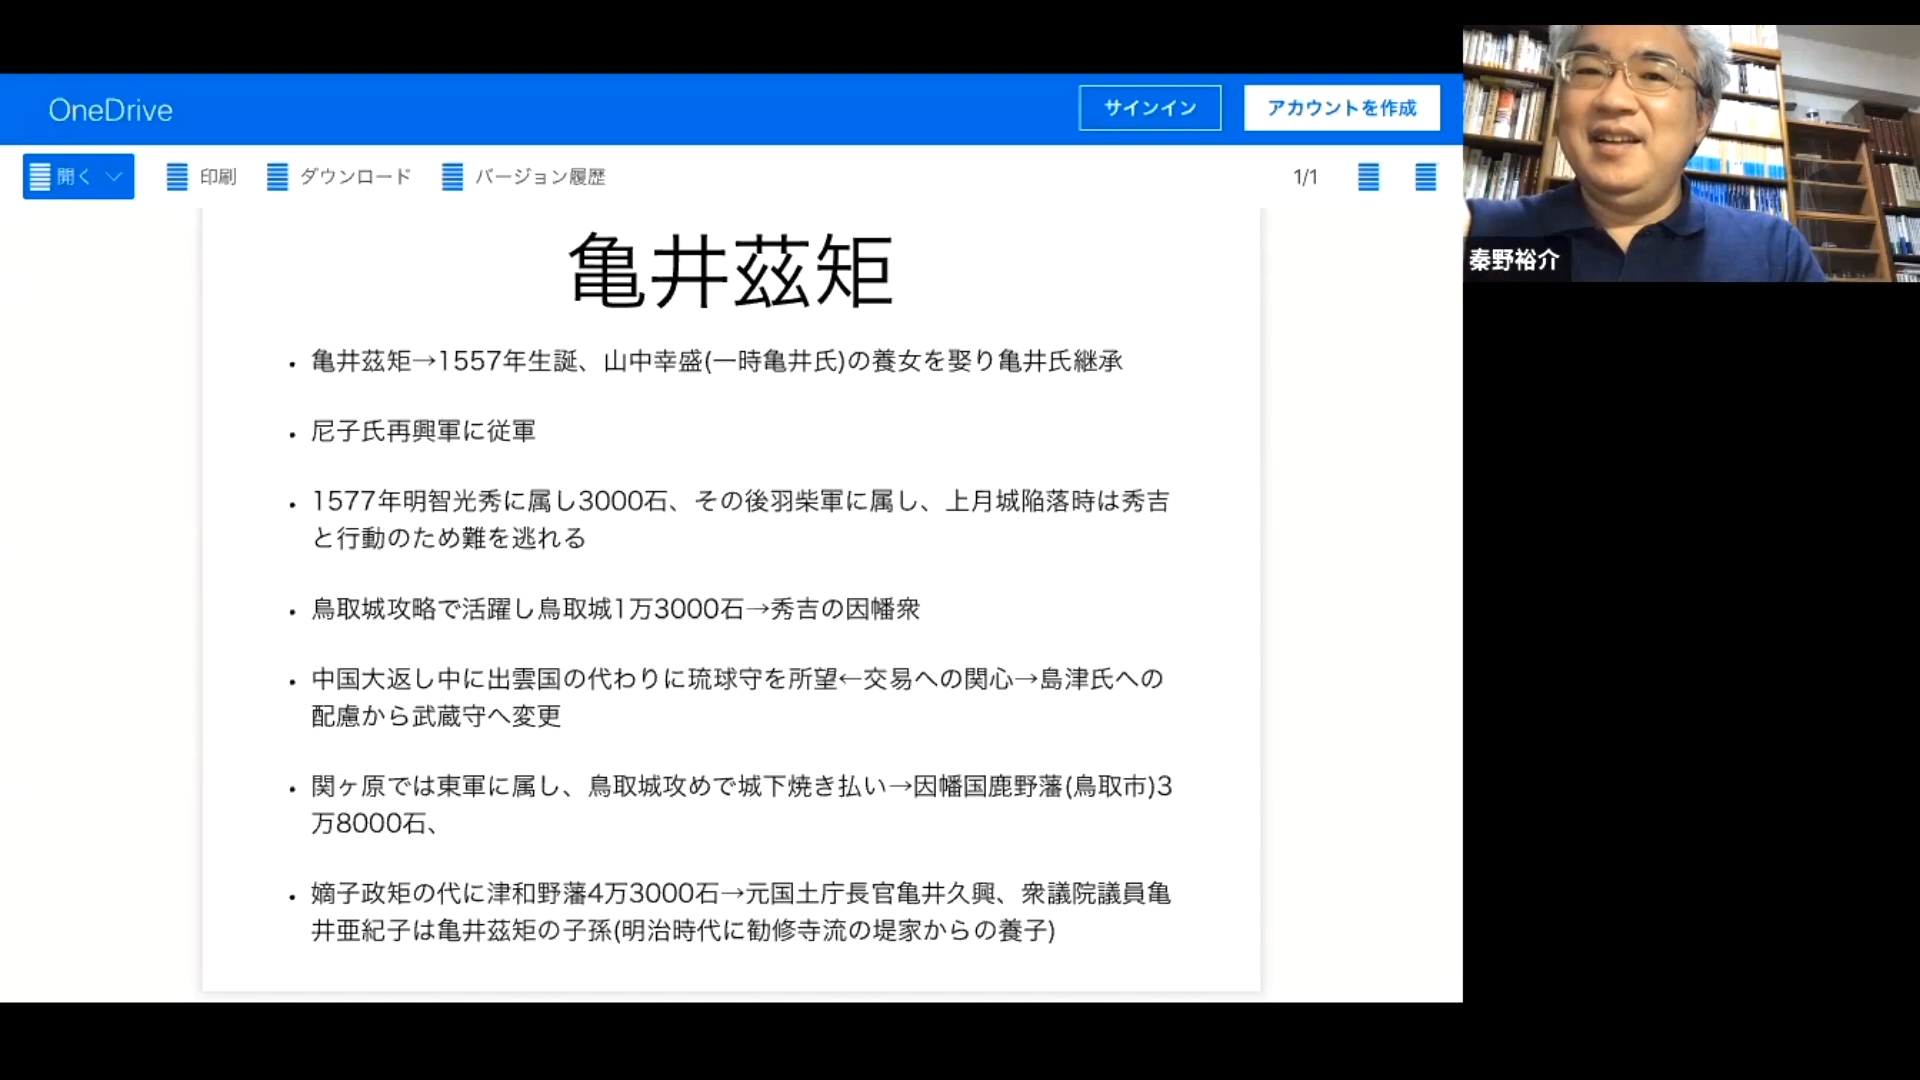 OneDrive
サインイン
アカウントを作成
開く
印刷
ダウンロード
バージョン履歴
1/1
秦野裕介
亀井茲矩
• 亀井茲矩→1557年生誕、山中幸盛(一時亀井氏)の養女を娶り亀井氏継承
• 尼子氏再興軍に従軍
• 1577年明智光秀に属し3000石、その後羽柴軍に属し、上月城陥落時は秀吉
と行動のため難を逃れる
• 鳥取城攻略で活躍し鳥取城1万3000石→秀吉の因幡衆
• 中国大返し中に出雲国の代わりに琉球守を所望←交易への関心→島津氏への
配慮から武蔵守へ変更
• 関ヶ原では東軍に属し、鳥取城攻めで城下焼き払い→因幡国鹿野藩(鳥取市)3
万8000石、
• 嫡子政矩の代に津和野藩4万3000石→元国土庁長官亀井久興、衆議院議員亀
井亜紀子は亀井茲矩の子孫(明治時代に勧修寺流の堤家からの養子)